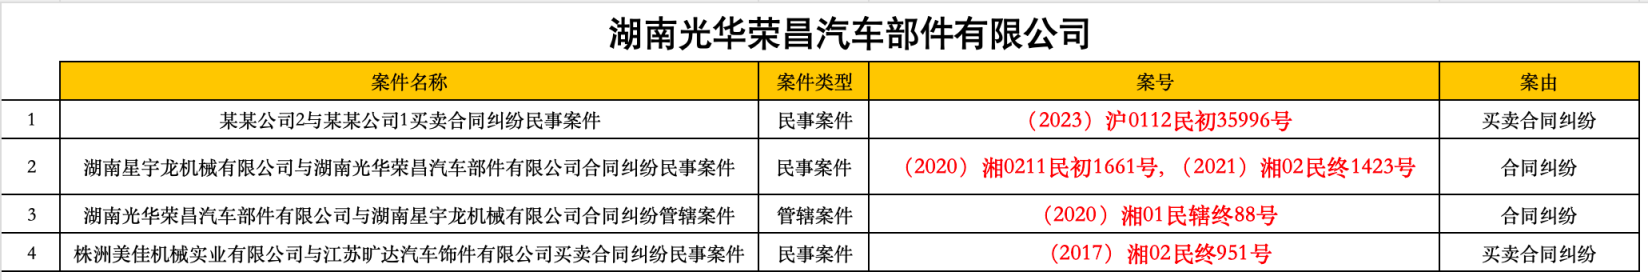 湖南光华荣昌汽车部件有限公司
案件名称 案件类型 案号 案由
1 某某公司2与某某公司1买卖合同纠纷民事案件 民事案件 （2023）沪0112民初35996号 买卖合同纠纷
2 湖南星宇龙机械有限公司与湖南光华荣昌汽车部件有限公司合同纠纷民事案件 民事案件 （2020）湘0211民初1661号，（2021）湘02民终1423号 合同纠纷
3 湖南光华荣昌汽车部件有限公司与湖南星宇龙机械有限公司合同纠纷管辖案件 管辖案件 （2020）湘01民辖终88号 合同纠纷
4 株洲美佳机械实业有限公司与江苏旷达汽车饰件有限公司买卖合同纠纷民事案件 民事案件 （2017）湘02民终951号 买卖合同纠纷